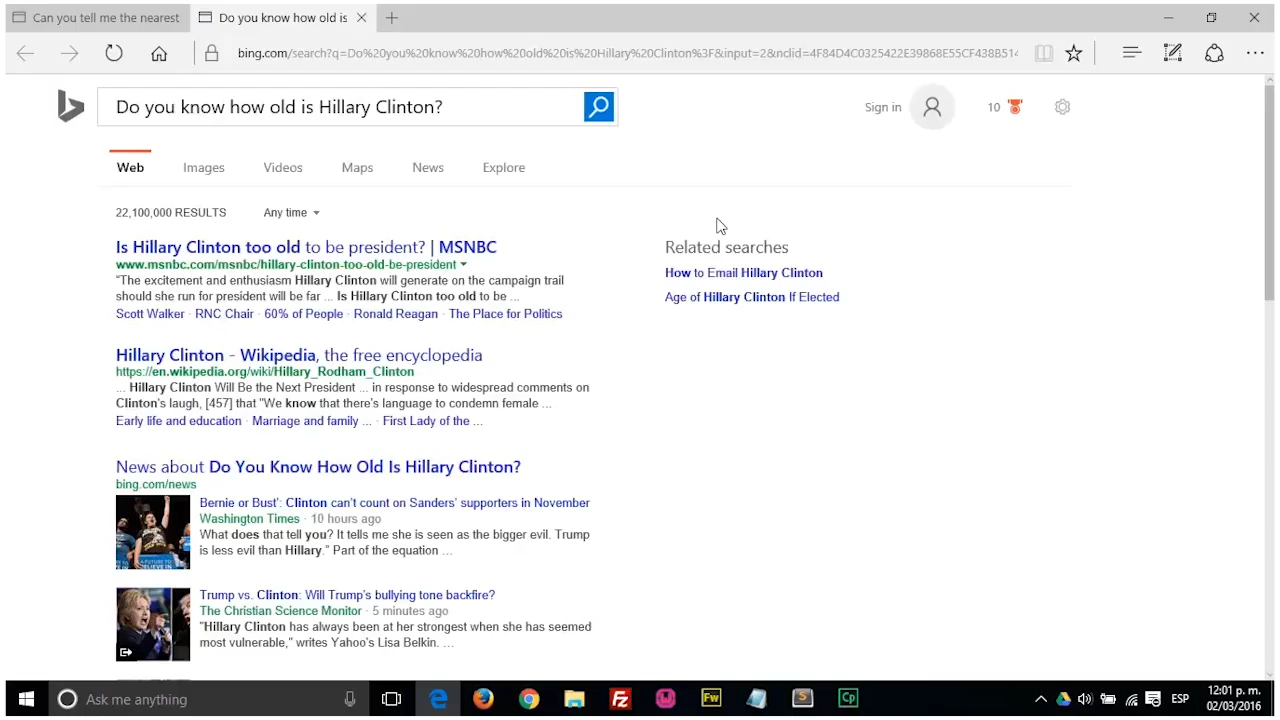 Can you tell me the nearest
Do you know how old is
bing.com/search?q=Do%20you%20know%20how%20old%20is%20Hillary%20Clinton%3F&input=2&nclid=4F84D4C0325422E39868E55CF438B514
Do you know how old is Hillary Clinton?
Sign in
10
Web Images Videos Maps News Explore
22,100,000 RESULTS Any time
Is Hillary Clinton too old to be president? | MSNBC
www.msnbc.com/msnbc/hillary-clinton-too-old-be-president
"The excitement and enthusiasm Hillary Clinton will generate on the campaign trail
should she run for president will be far ... Is Hillary Clinton too old to be ...
Scott Walker · RNC Chair · 60% of People · Ronald Reagan · The Place for Politics
Related searches
How to Email Hillary Clinton
Age of Hillary Clinton If Elected
Hillary Clinton - Wikipedia, the free encyclopedia
https://en.wikipedia.org/wiki/Hillary_Rodham_Clinton
... Hillary Clinton Will Be the Next President ... in response to widespread comments on
Clinton's laugh, [457] that "We know that there's language to condemn female ...
Early life and education · Marriage and family ... · First Lady of the ...
News about Do You Know How Old Is Hillary Clinton?
bing.com/news
Bernie or Bust': Clinton can't count on Sanders' supporters in November
Washington Times · 10 hours ago
What does that tell you? It tells me she is seen as the bigger evil. Trump
is less evil than Hillary." Part of the equation ...
Trump vs. Clinton: Will Trump's bullying tone backfire?
The Christian Science Monitor · 5 minutes ago
"Hillary Clinton has always been at her strongest when she has seemed
most vulnerable," writes Yahoo's Lisa Belkin. ...
Ask me anything
Fz
Fw
S
Cp
ESP
12:01 p. m.
02/03/2016